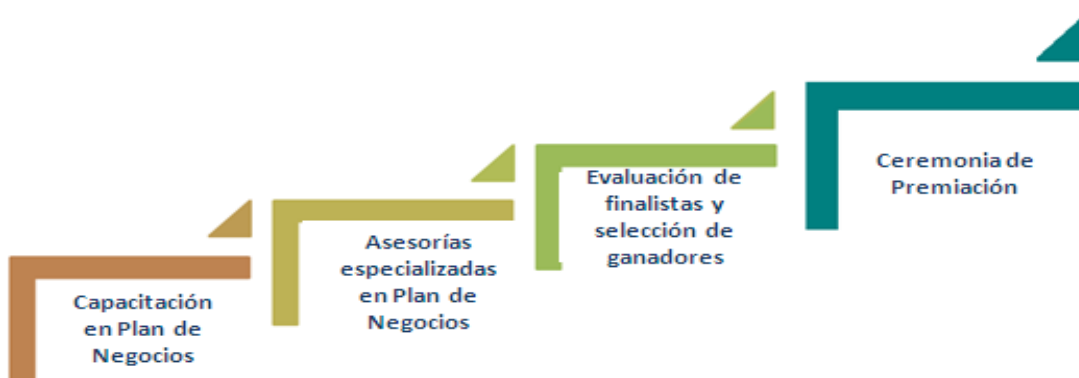 Capacitación
en Plan de
Negocios
Asesorías
especializadas
en Plan de
Negocios
Evaluación de
finalistas y
selección de
ganadores
Ceremonia de
Premiación